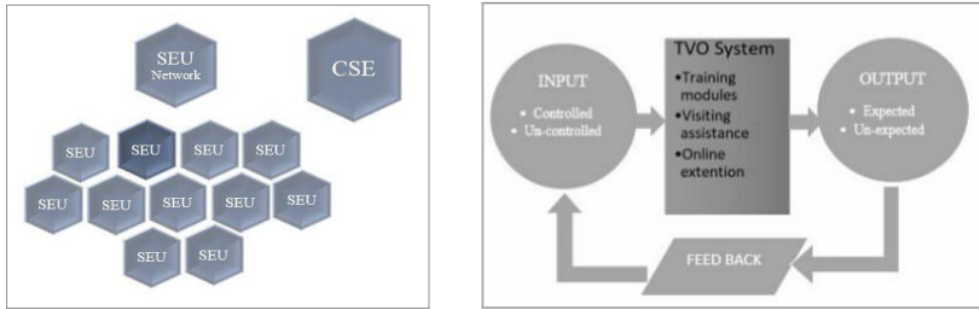 SEU
Network
CSE
SEU
SEU
SEU
SEU
SEU
SEU
SEU
SEU
SEU
SEU
SEU
TVO System
•Training
modules
•Visiting
assistance
•Online
extention
INPUT
• Controlled
• Un-controlled
OUTPUT
• Expected
• Un-expected
FEED BACK